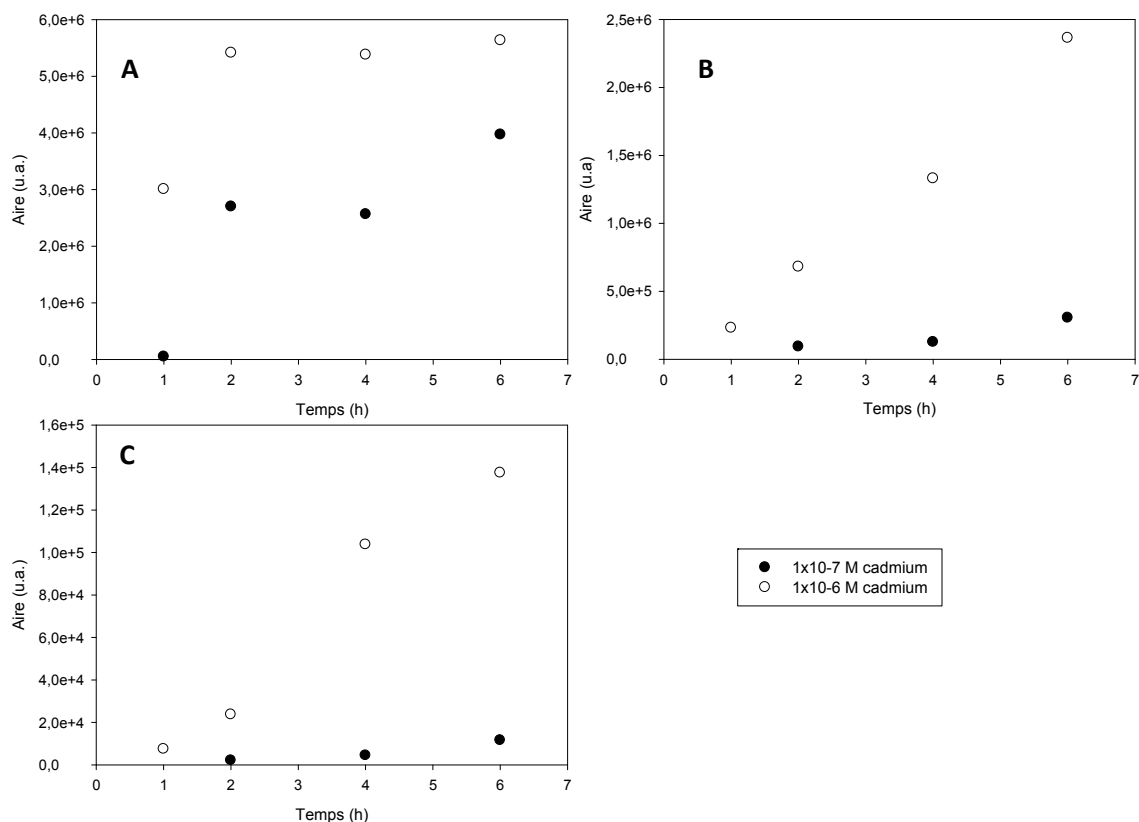 6,0e+6
A
5,0e+6
4,0e+6
3,0e+6
2,0e+6
1,0e+6
0,0
Aire (u.a.)
0 1 2 3 4 5 6 7
Temps (h)
2,5e+6
B
2,0e+6
1,5e+6
1,0e+6
5,0e+5
0,0
Aire (u.a)
0 1 2 3 4 5 6 7
Temps (h)
1,6e+5
C
1,4e+5
1,2e+5
1,0e+5
8,0e+4
6,0e+4
4,0e+4
2,0e+4
0,0
Aire (u.a.)
0 1 2 3 4 5 6 7
Temps (h)
1x10-7 M cadmium
1x10-6 M cadmium